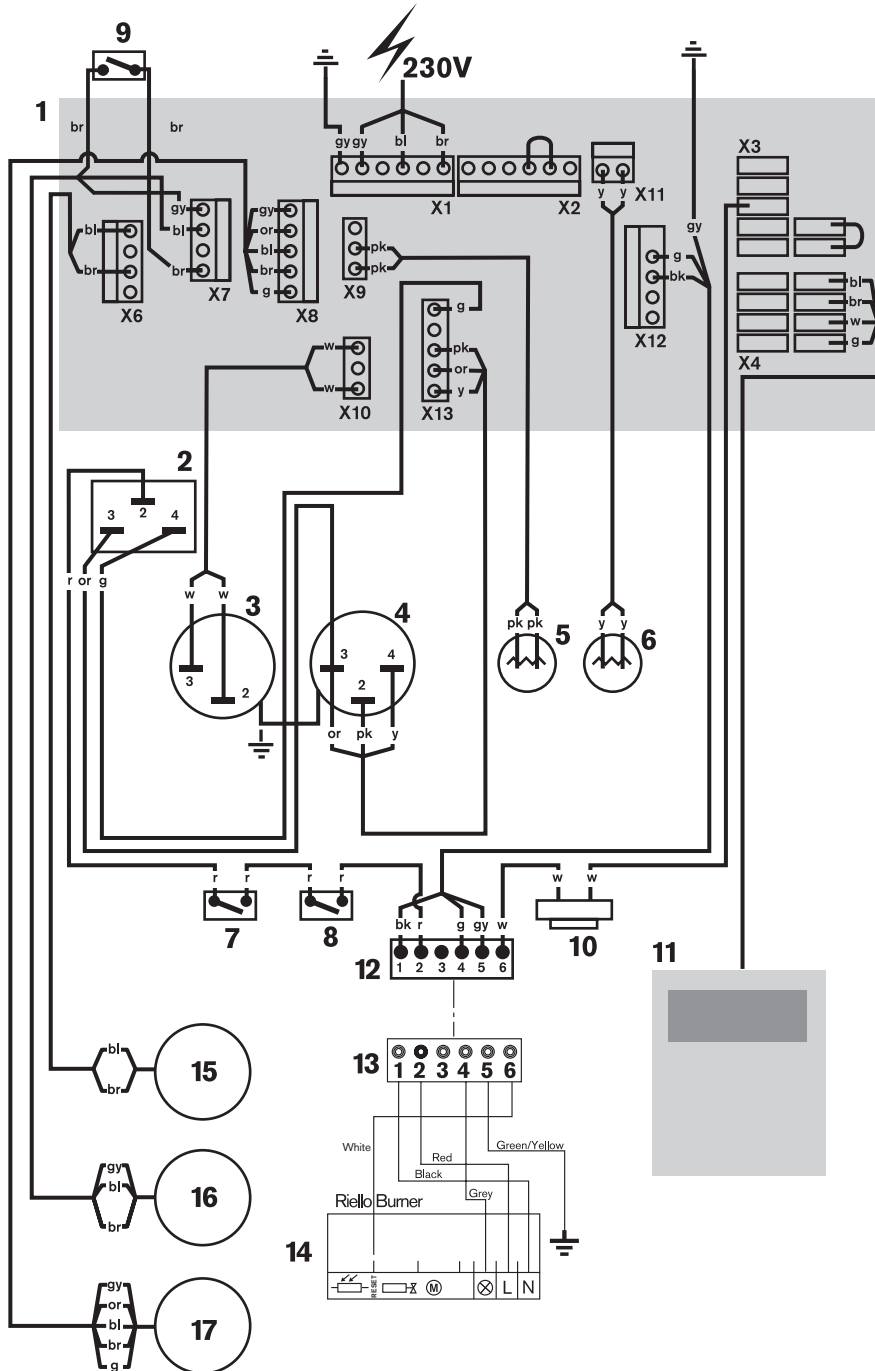 9
230V
1
br br
gy gy bl br
X1
X2
y y
X11
X3
gy
bl
br
X6
gy
bl
br
X7
gy
or
bl
br
g
X8
pk
pk
X9
g
bk
X12
bl
br
w
g
X4
w
w
X10
g
pk
or
y
X13
2
3 2 4
r or g
w w
3
3 2
4
3 2 4
or pk y
pk pk
5
y y
6
r r
7
r r
8
w w
10
bk r g gy w
12
1 2 3 4 5 6
11
13
1 2 3 4 5 6
White
Green/Yellow
Red
Black
Grey
Riello Burner
14
RESET
M
L N
bl
br
15
gy
bl
br
16
gy
or
bl
br
g
17